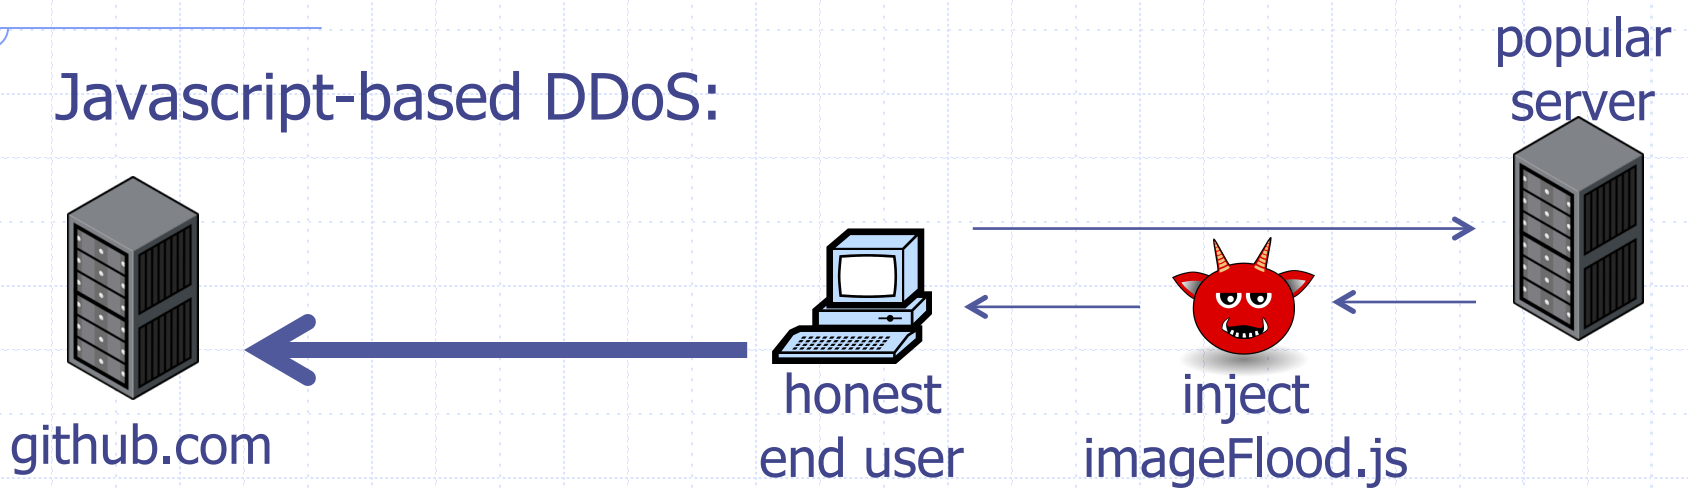 Javascript-based DDoS:
popular
server
github.com
honest
end user
inject
imageFlood.js